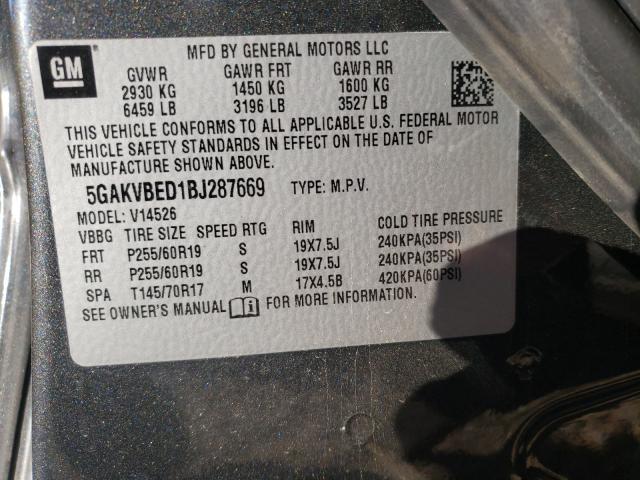 GM
MFD BY GENERAL MOTORS LLC
GVWR GAWR FRT GAWR RR
2930 KG 1450 KG 1600 KG
6459 LB 3196 LB 3527 LB
THIS VEHICLE CONFORMS TO ALL APPLICABLE U.S. FEDERAL MOTOR
VEHICLE SAFETY STANDARDS IN EFFECT ON THE DATE OF
MANUFACTURE SHOWN ABOVE.
5GAKVBED1BJ287669 TYPE: M.P.V.
MODEL: V14526
VBBG TIRE SIZE SPEED RTG RIM COLD TIRE PRESSURE
FRT P255/60R19 S 19X7.5J 240KPA(35PSI)
RR P255/60R19 S 19X7.5J 240KPA(35PSI)
SPA T145/70R17 M 17X4.5B 420KPA(60PSI)
SEE OWNER'S MANUAL FOR MORE INFORMATION.